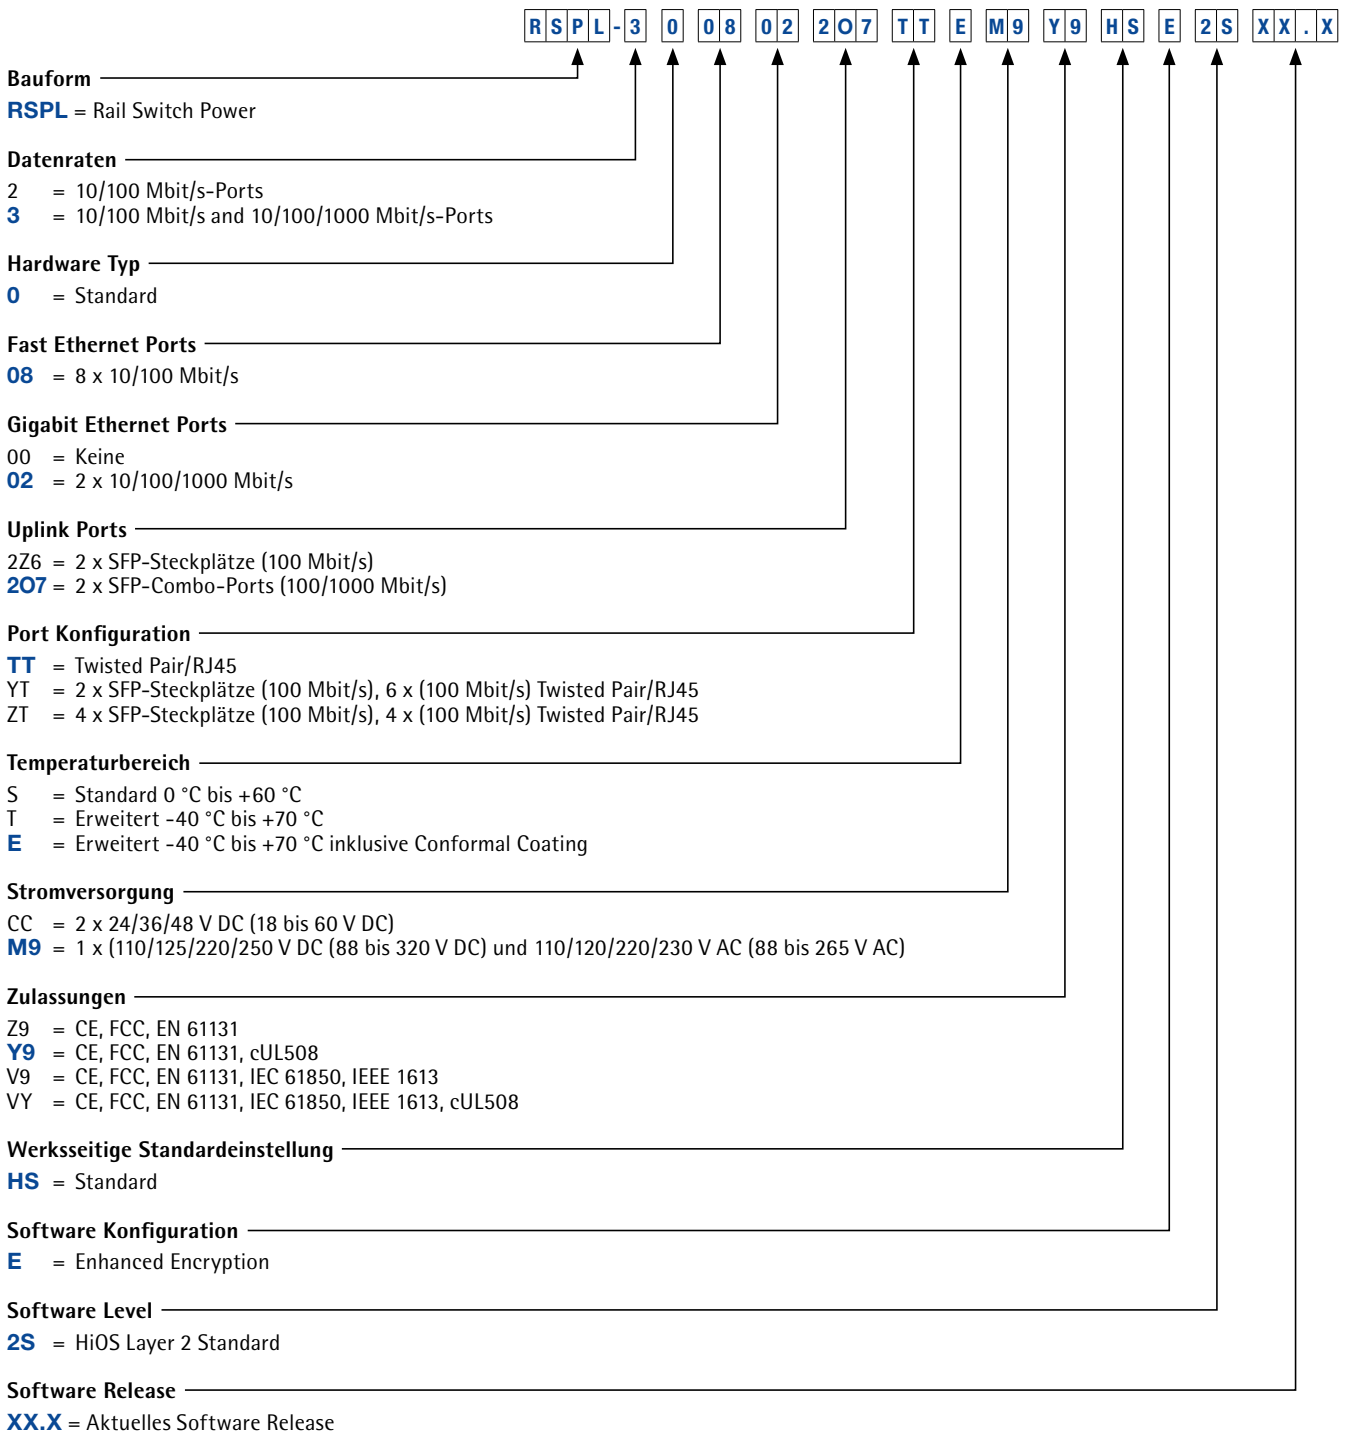 RSPL-3 0 08 02 2O7 TT E M9 Y9 HS E 2S XX.X
Bauform
RSPL = Rail Switch Power
Datenraten
2 = 10/100 Mbit/s-Ports
3 = 10/100 Mbit/s and 10/100/1000 Mbit/s-Ports
Hardware Typ
0 = Standard
Fast Ethernet Ports
08 = 8 x 10/100 Mbit/s
Gigabit Ethernet Ports
00 = Keine
02 = 2 x 10/100/1000 Mbit/s
Uplink Ports
2Z6 = 2 x SFP-Steckplätze (100 Mbit/s)
2O7 = 2 x SFP-Combo-Ports (100/1000 Mbit/s)
Port Konfiguration
TT = Twisted Pair/RJ45
YT = 2 x SFP-Steckplätze (100 Mbit/s), 6 x (100 Mbit/s) Twisted Pair/RJ45
ZT = 4 x SFP-Steckplätze (100 Mbit/s), 4 x (100 Mbit/s) Twisted Pair/RJ45
Temperaturbereich
S = Standard 0 °C bis +60 °C
T = Erweitert -40 °C bis +70 °C
E = Erweitert -40 °C bis +70 °C inklusive Conformal Coating
Stromversorgung
CC = 2 x 24/36/48 V DC (18 bis 60 V DC)
M9 = 1 x (110/125/220/250 V DC (88 bis 320 V DC) und 110/120/220/230 V AC (88 bis 265 V AC)
Zulassungen
Z9 = CE, FCC, EN 61131
Y9 = CE, FCC, EN 61131, cUL508
V9 = CE, FCC, EN 61131, IEC 61850, IEEE 1613
VY = CE, FCC, EN 61131, IEC 61850, IEEE 1613, cUL508
Werksseitige Standardeinstellung
HS = Standard
Software Konfiguration
E = Enhanced Encryption
Software Level
2S = HiOS Layer 2 Standard
Software Release
XX.X = Aktuelles Software Release